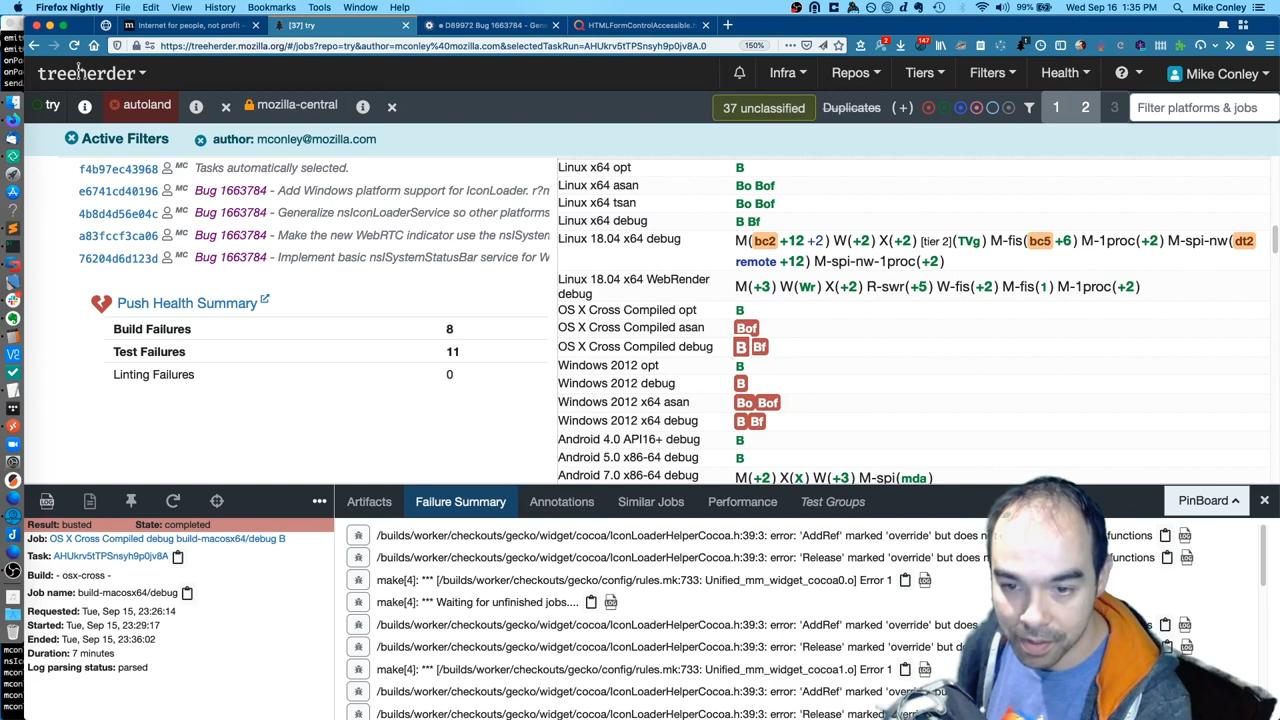 Firefox Nightly File Edit View History Bookmarks Tools Window Help 99% Wed Sep 16 1:35 PM Mike Conley
Internet for people, not profit [37] try D89972 Bug 1663784 - Gene HTMLFormControlAccessible.h
https://treeherder.mozilla.org/#/jobs?repo=try&author=mconley%40mozilla.com&selectedTaskRun=AHUkrv5tTPSnsyh9p0jv8A.0 150%
treeherder Infra Repos Tiers Filters Health Mike Conley
try autoland mozilla-central 37 unclassified Duplicates (+) 1 2 3 Filter platforms & jobs
Active Filters author: mconley@mozilla.com
f4b97ec43968 MC Tasks automatically selected.
e6741cd40196 MC Bug 1663784 - Add Windows platform support for IconLoader. r?m
4b8d4d56e04c MC Bug 1663784 - Generalize nsIconLoaderService so other platforms
a83fccf3ca06 MC Bug 1663784 - Make the new WebRTC indicator use the nsISystem
76204d6d123d MC Bug 1663784 - Implement basic nsISystemStatusBar service for W
Push Health Summary
Build Failures 8
Test Failures 11
Linting Failures 0
Linux x64 opt B
Linux x64 asan Bo Bof
Linux x64 tsan Bo Bof
Linux x64 debug B Bf
Linux 18.04 x64 debug M(bc2 +12 +2) W(+2) X(+2) [tier 2](TVg) M-fis(bc5 +6) M-1proc(+2) M-spi-nw(dt2
remote +12) M-spi-nw-1proc(+2)
Linux 18.04 x64 WebRender
debug M(+3) W(Wr) X(+2) R-swr(+5) W-fis(+2) M-fis(1) M-1proc(+2)
OS X Cross Compiled opt B
OS X Cross Compiled asan Bof
OS X Cross Compiled debug B Bf
Windows 2012 opt B
Windows 2012 debug B
Windows 2012 x64 asan Bo Bof
Windows 2012 x64 debug B Bf
Android 4.0 API16+ debug B
Android 5.0 x86-64 debug B
Android 7.0 x86-64 debug M(+2) X(X) W(+3) M-spi(mda)
Artifacts Failure Summary Annotations Similar Jobs Performance Test Groups PinBoard
Result: busted State: completed
Job: OS X Cross Compiled debug build-macosx64/debug B
Task: AHUkrv5tTPSnsyh9p0jv8A
Build: - osx-cross -
Job name: build-macosx64/debug
Requested: Tue, Sep 15, 23:26:14
Started: Tue, Sep 15, 23:29:17
Ended: Tue, Sep 15, 23:36:02
Duration: 7 minutes
Log parsing status: parsed
/builds/worker/checkouts/gecko/widget/cocoa/IconLoaderHelperCocoa.h:39:3: error: 'AddRef' marked 'override' but does functions
/builds/worker/checkouts/gecko/widget/cocoa/IconLoaderHelperCocoa.h:39:3: error: 'Release' marked 'override' but do functions
make[4]: *** [/builds/worker/checkouts/gecko/config/rules.mk:733: Unified_mm_widget_cocoa0.o] Error 1
make[4]: *** Waiting for unfinished jobs....
/builds/worker/checkouts/gecko/widget/cocoa/IconLoaderHelperCocoa.h:39:3: error: 'AddRef' marked 'override' but does
/builds/worker/checkouts/gecko/widget/cocoa/IconLoaderHelperCocoa.h:39:3: error: 'Release' marked 'override' but
make[4]: *** [/builds/worker/checkouts/gecko/config/rules.mk:733: Unified_mm_widget_cocoa1.o] Error 1
/builds/worker/checkouts/gecko/widget/cocoa/IconLoaderHelperCocoa.h:39:3: error: 'AddRef' marked 'override'
/builds/worker/checkouts/gecko/widget/cocoa/IconLoaderHelperCocoa.h:39:3: error: 'Release' marked 'override'